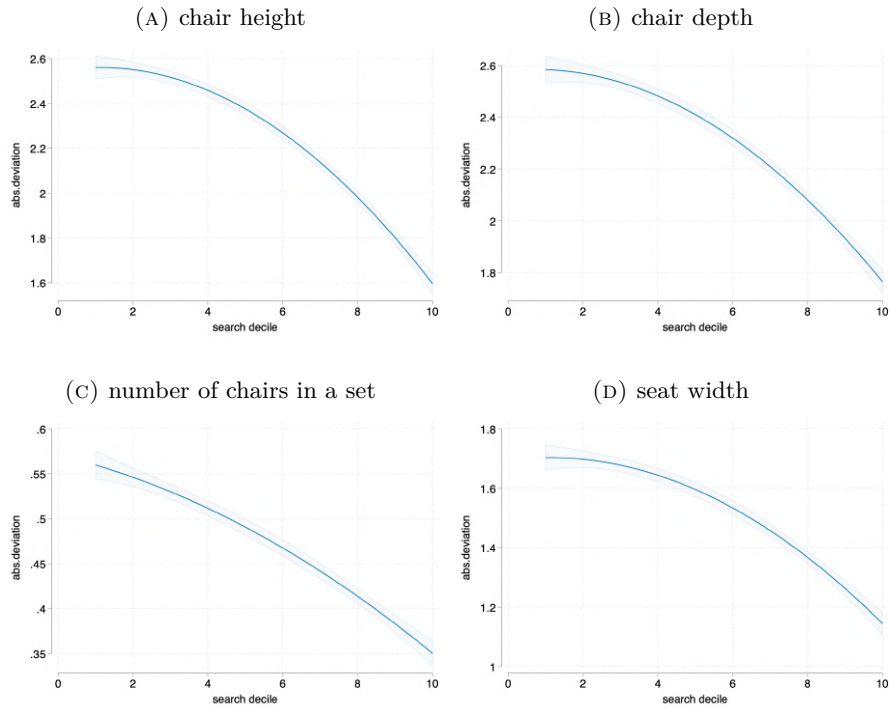 (A) chair height
(B) chair depth
2.6
2.4
2.2
2
1.8
1.6
abs.deviation
0 2 4 6 8 10
search decile
2.6
2.4
2.2
2
1.8
abs.deviation
0 2 4 6 8 10
search decile
(C) number of chairs in a set
(D) seat width
.6
.55
.5
.45
.4
.35
abs.deviation
0 2 4 6 8 10
search decile
1.8
1.6
1.4
1.2
1
abs.deviation
0 2 4 6 8 10
search decile